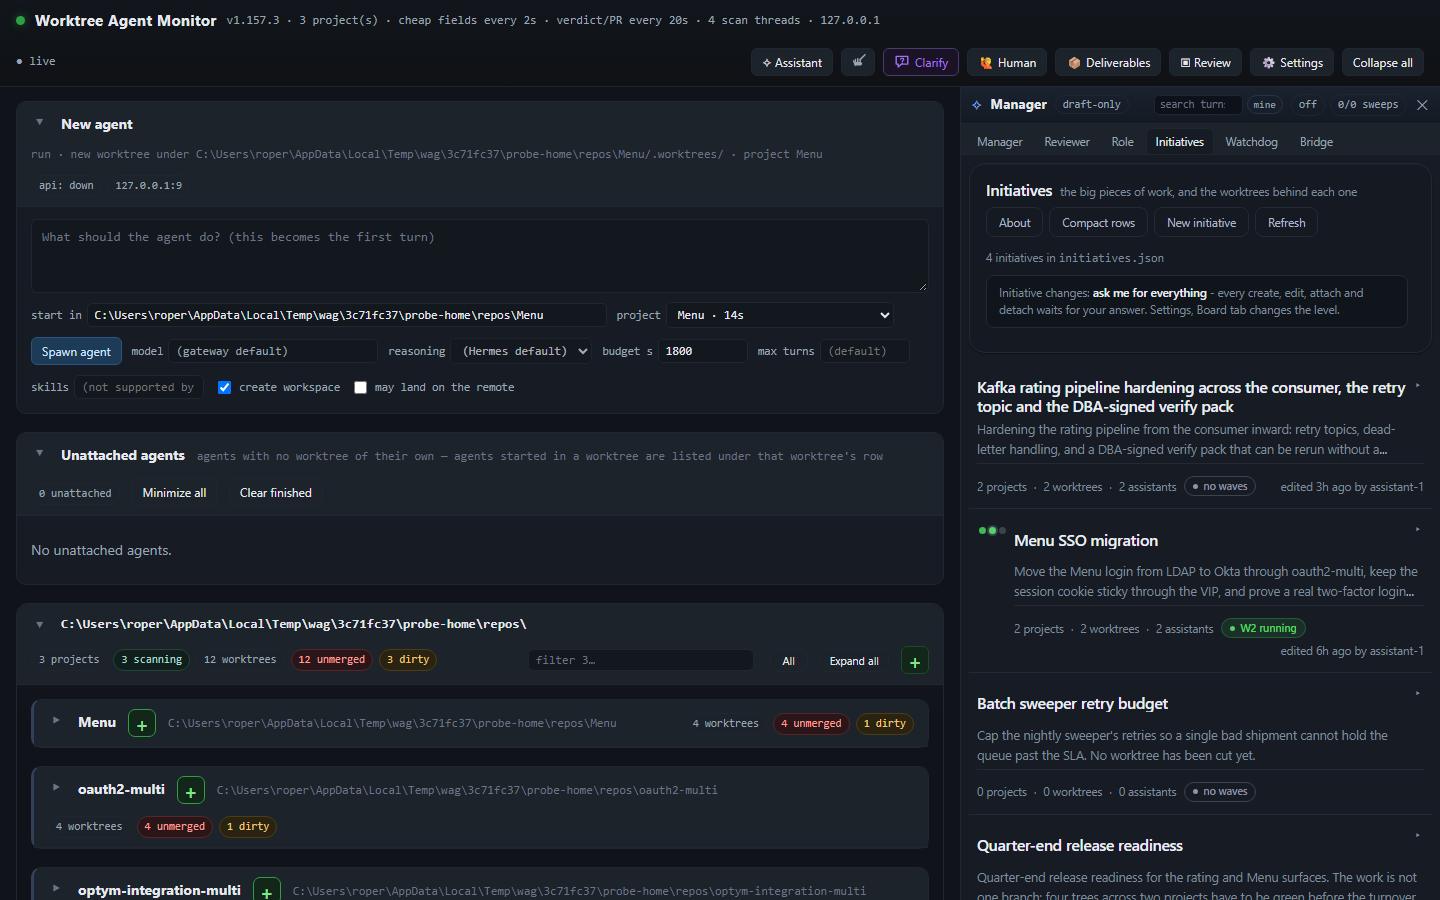 Worktree Agent Monitor v1.157.3 · 3 project(s) · cheap fields every 2s · verdict/PR every 20s · 4 scan threads · 127.0.0.1
● live
✧ Assistant
Clarify
Human
Deliverables
Review
Settings
Collapse all
New agent
run · new worktree under C:\Users\roper\AppData\Local\Temp\wag\3c71fc37\probe-home\repos\Menu/.worktrees/ · project Menu
api: down 127.0.0.1:9
What should the agent do? (this becomes the first turn)
start in C:\Users\roper\AppData\Local\Temp\wag\3c71fc37\probe-home\repos\Menu project Menu · 14s
Spawn agent model (gateway default) reasoning (Hermes default) budget s 1800 max turns (default)
skills (not supported by create workspace may land on the remote
Unattached agents agents with no worktree of their own — agents started in a worktree are listed under that worktree's row
0 unattached Minimize all Clear finished
No unattached agents.
C:\Users\roper\AppData\Local\Temp\wag\3c71fc37\probe-home\repos\
3 projects 3 scanning 12 worktrees 12 unmerged 3 dirty filter 3… All Expand all +
Menu + C:\Users\roper\AppData\Local\Temp\wag\3c71fc37\probe-home\repos\Menu 4 worktrees 4 unmerged 1 dirty
oauth2-multi + C:\Users\roper\AppData\Local\Temp\wag\3c71fc37\probe-home\repos\oauth2-multi
4 worktrees 4 unmerged 1 dirty
optym-integration-multi + C:\Users\roper\AppData\Local\Temp\wag\3c71fc37\probe-home\repos\optym-integration-multi
Manager draft-only search turn: mine off 0/0 sweeps
Manager Reviewer Role Initiatives Watchdog Bridge
Initiatives the big pieces of work, and the worktrees behind each one
About Compact rows New initiative Refresh
4 initiatives in initiatives.json
Initiative changes: ask me for everything - every create, edit, attach and
detach waits for your answer. Settings, Board tab changes the level.
Kafka rating pipeline hardening across the consumer, the retry
topic and the DBA-signed verify pack
Hardening the rating pipeline from the consumer inward: retry topics, dead-
letter handling, and a DBA-signed verify pack that can be rerun without a...
2 projects · 2 worktrees · 2 assistants ● no waves edited 3h ago by assistant-1
Menu SSO migration
Move the Menu login from LDAP to Okta through oauth2-multi, keep the
session cookie sticky through the VIP, and prove a real two-factor login...
2 projects · 2 worktrees · 2 assistants ● W2 running
edited 6h ago by assistant-1
Batch sweeper retry budget
Cap the nightly sweeper's retries so a single bad shipment cannot hold the
queue past the SLA. No worktree has been cut yet.
0 projects · 0 worktrees · 0 assistants ● no waves
Quarter-end release readiness
Quarter-end release readiness for the rating and Menu surfaces. The work is not
one branch: four trees across two projects have to be green before the turnover